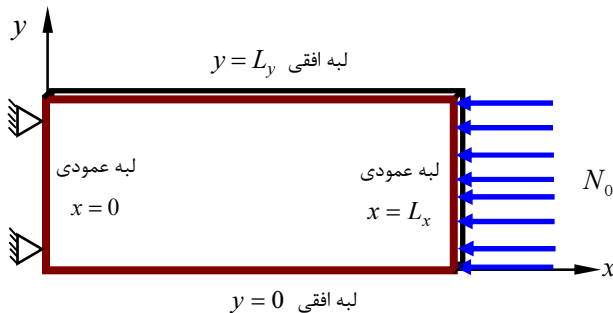 y
لبه افقی y = L_y
لبه عمودی
x = 0
لبه عمودی
x = L_x
N_0
x
لبه افقی y = 0